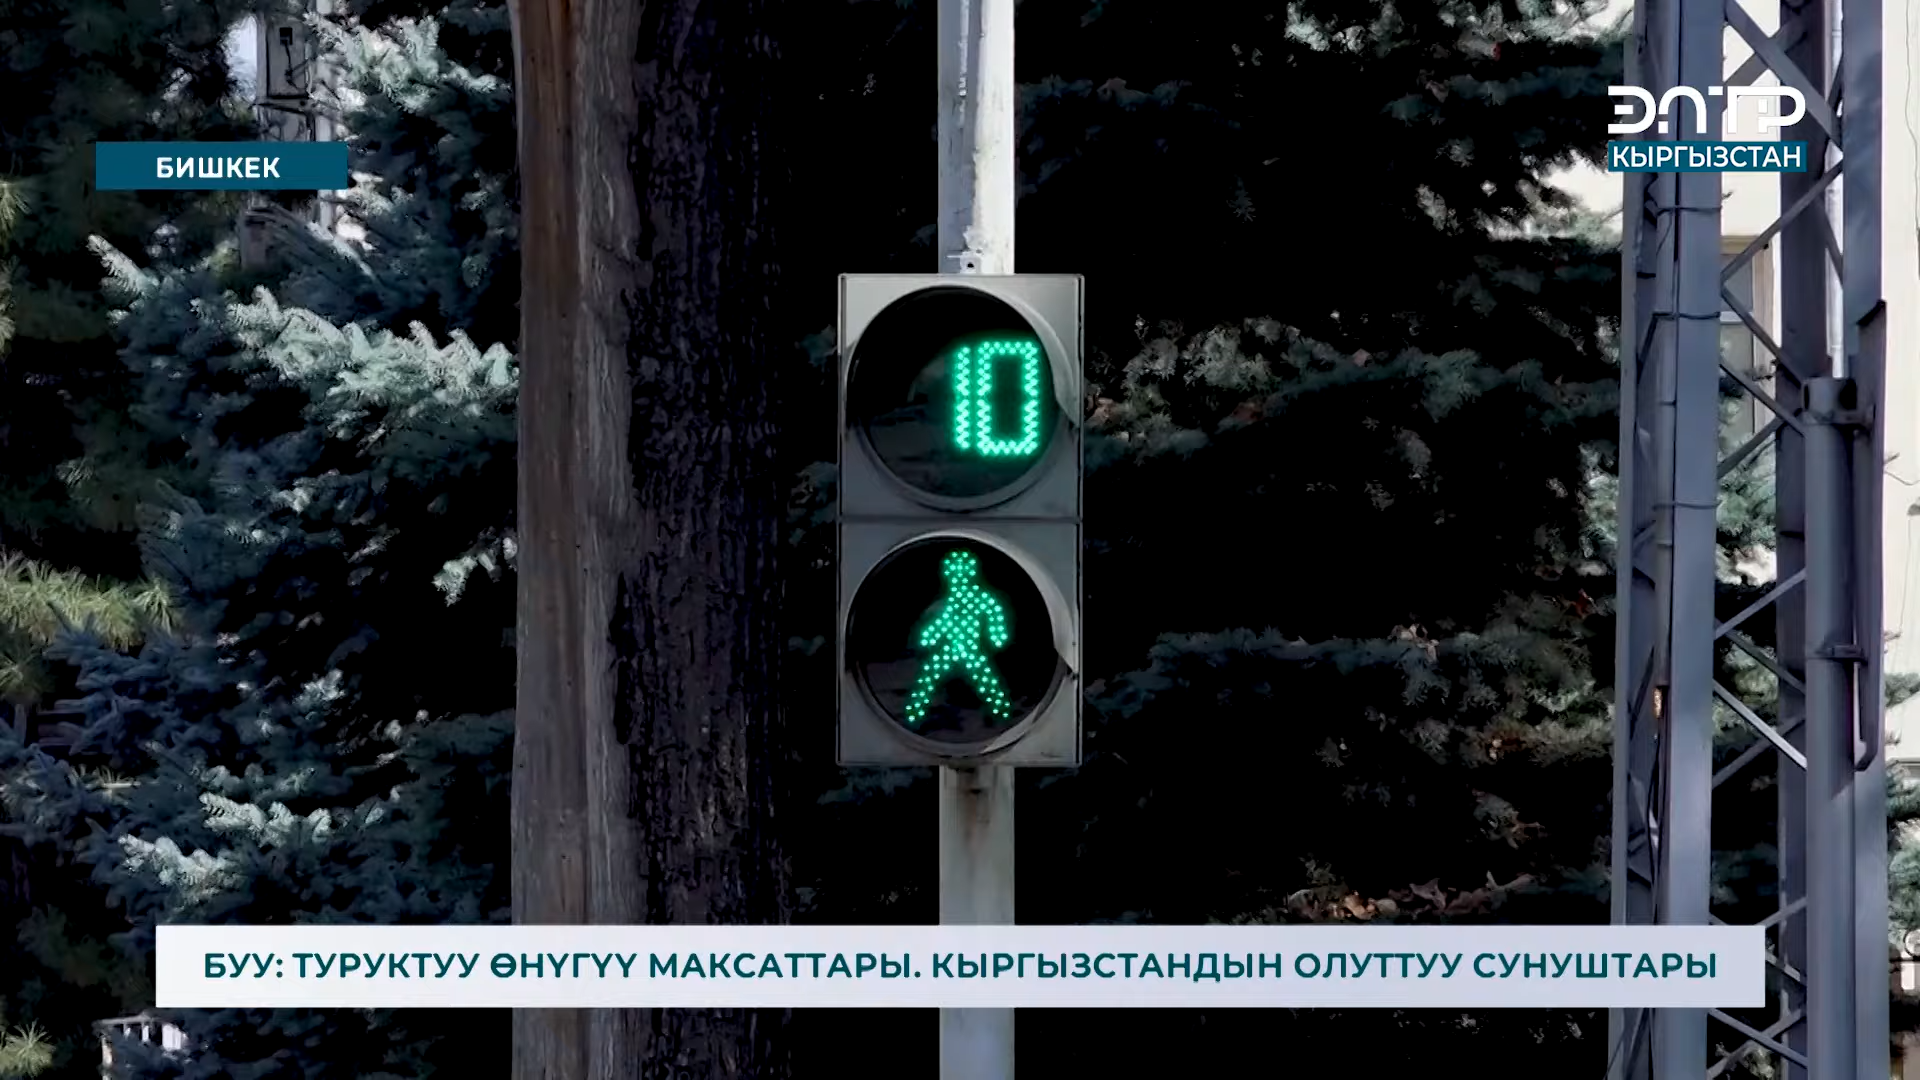 БИШКЕК
ЭЛТР
КЫРГЫЗСТАН
10
БУУ: ТУРУКТУУ ӨНҮГҮҮ МАКСАТТАРЫ. КЫРГЫЗСТАНДЫН ОЛУТТУУ СУНУШТАРЫ